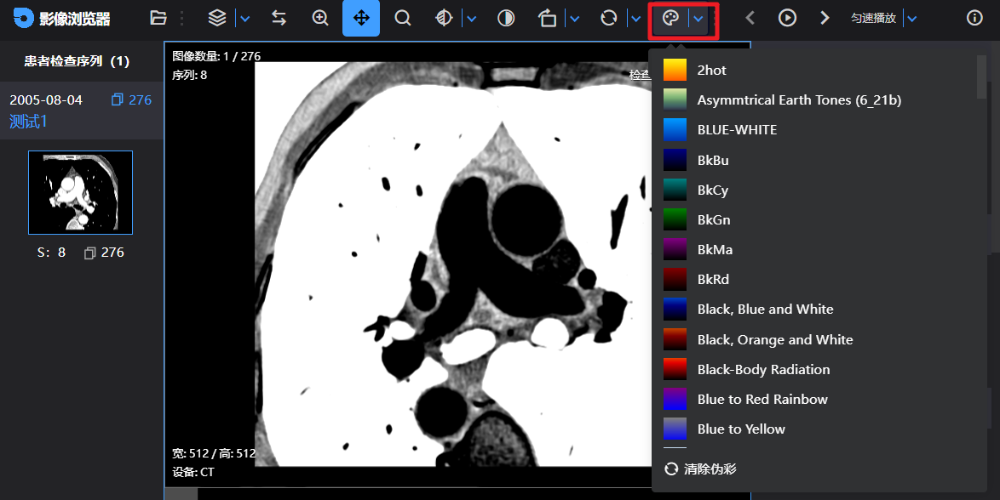 影像浏览器
匀速播放
患者检查序列（1）
2005-08-04
276
测试1
S: 8
276
图像数量: 1 / 276
序列: 8
检查
宽: 512 / 高: 512
设备: CT
2hot
Asymmtrical Earth Tones (6_21b)
BLUE-WHITE
BkBu
BkCy
BkGn
BkMa
BkRd
Black, Blue and White
Black, Orange and White
Black-Body Radiation
Blue to Red Rainbow
Blue to Yellow
清除伪彩